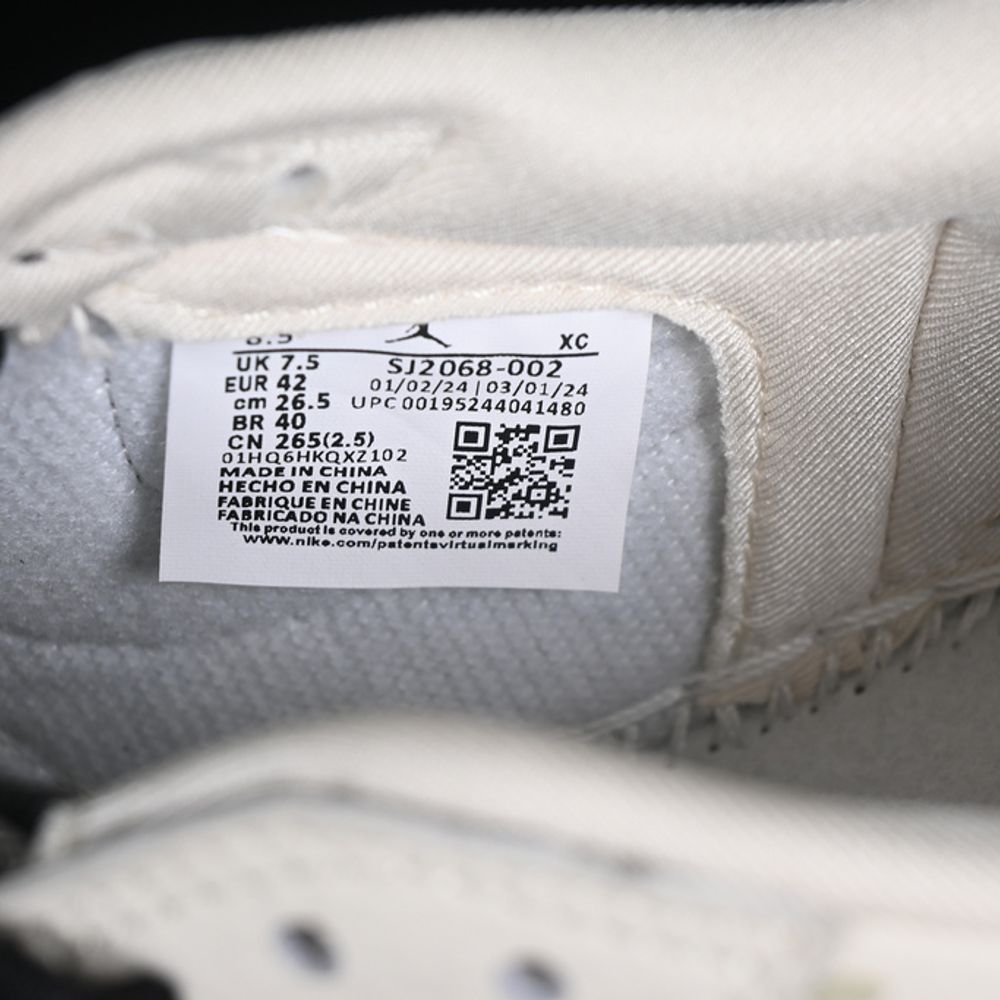 8.5 XC
UK 7.5 SJ2068-002
EUR 42 01/02/24 | 03/01/24
cm 26.5 UPC 00195244041480
BR 40
CN 265(2.5)
01HQ6HKQXZ102
MADE IN CHINA
HECHO EN CHINA
FABRIQUE EN CHINE
FABRICADO NA CHINA
This product is covered by one or more patents:
www.nike.com/patentsvirtualmarking